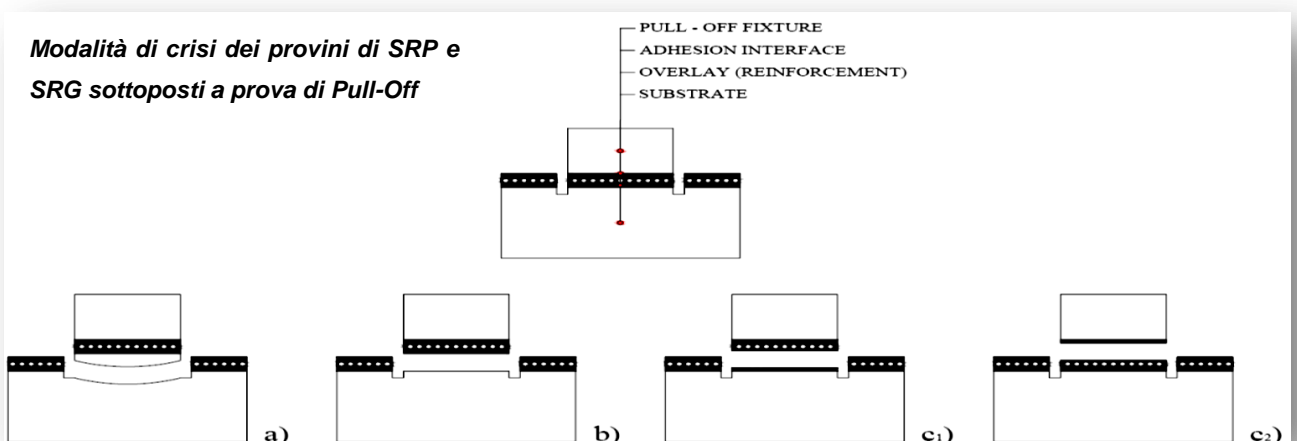 Modalità di crisi dei provini di SRP e
SRG sottoposti a prova di Pull-Off
PULL - OFF FIXTURE
ADHESION INTERFACE
OVERLAY (REINFORCEMENT)
SUBSTRATE
a)
b)
c₁)
c₂)